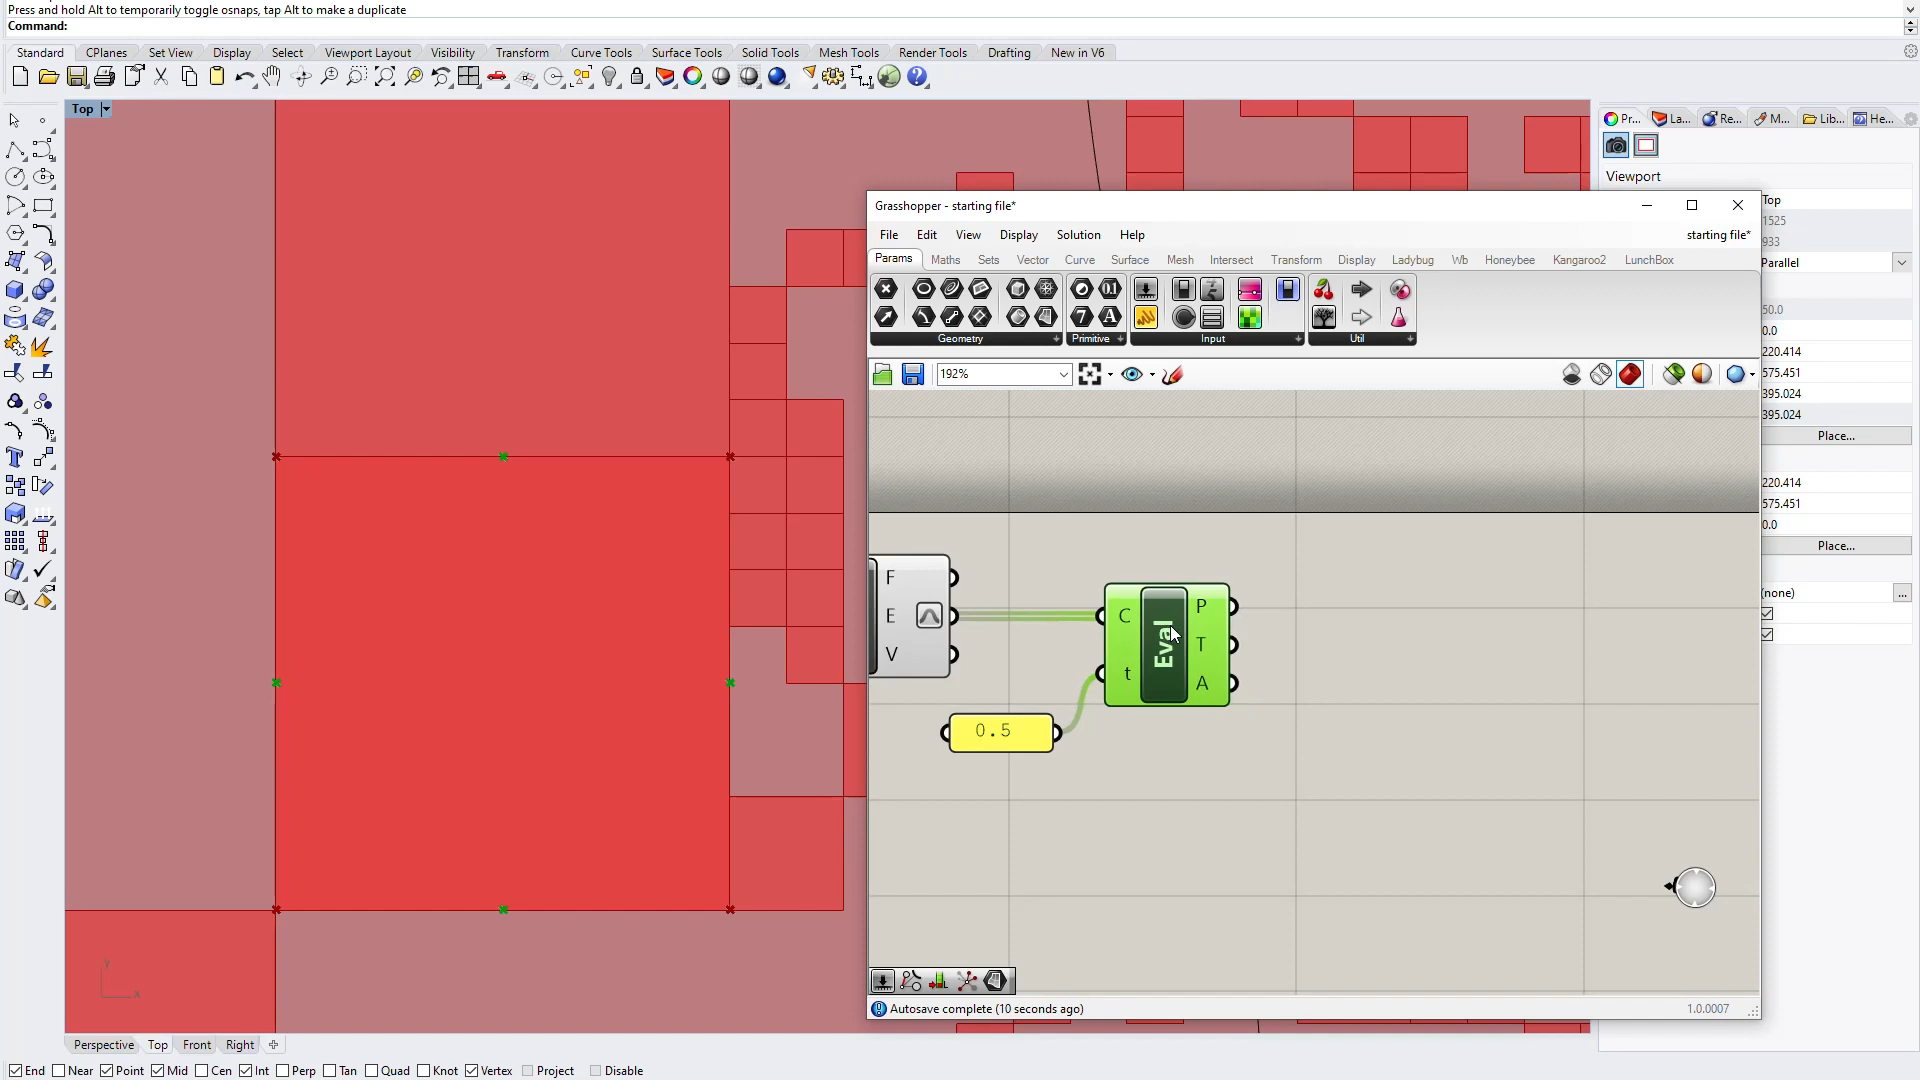 Press and hold Alt to temporarily toggle osnaps, tap Alt to make a duplicate
Command:
Standard CPlanes Set View Display Select Viewport Layout Visibility Transform Curve Tools Surface Tools Solid Tools Mesh Tools Render Tools Drafting New in V6
Top
Pr... La... Re... M... Lib... He...
Viewport
Top
1525
933
Parallel
50.0
0.0
220.414
575.451
395.024
395.024
Place...
220.414
575.451
0.0
Place...
(none)
...
Grasshopper - starting file*
File Edit View Display Solution Help
starting file*
Params Maths Sets Vector Curve Surface Mesh Intersect Transform Display Ladybug Wb Honeybee Kangaroo2 LunchBox
Geometry Primitive Input Util
192%
F
E
V
C
t
Eval
P
T
A
0.5
Autosave complete (10 seconds ago)
1.0.0007
y
x
Perspective Top Front Right
End Near Point Mid Cen Int Perp Tan Quad Knot Vertex Project Disable